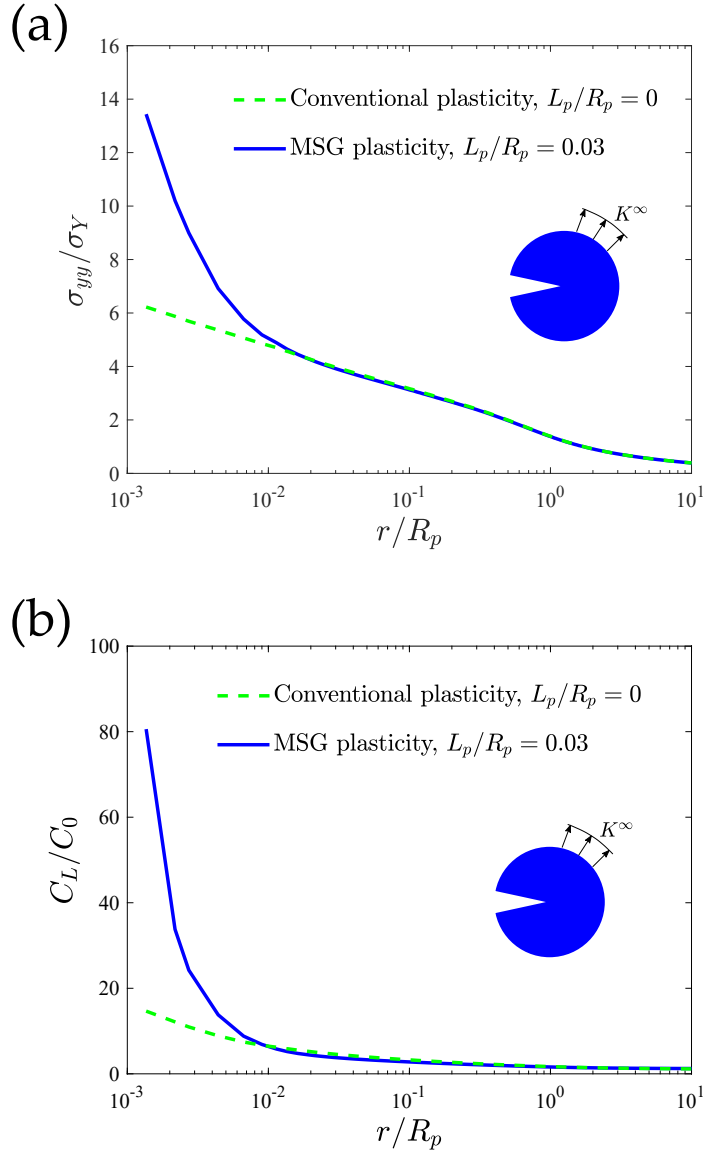 (a)
16
14
12
10
8
6
4
2
0
σyy/σY
Conventional plasticity, Lp/Rp = 0
MSG plasticity, Lp/Rp = 0.03
K∞
10⁻³ 10⁻² 10⁻¹ 10⁰ 10¹
r/Rp
(b)
100
80
60
40
20
0
CL/C0
Conventional plasticity, Lp/Rp = 0
MSG plasticity, Lp/Rp = 0.03
K∞
10⁻³ 10⁻² 10⁻¹ 10⁰ 10¹
r/Rp